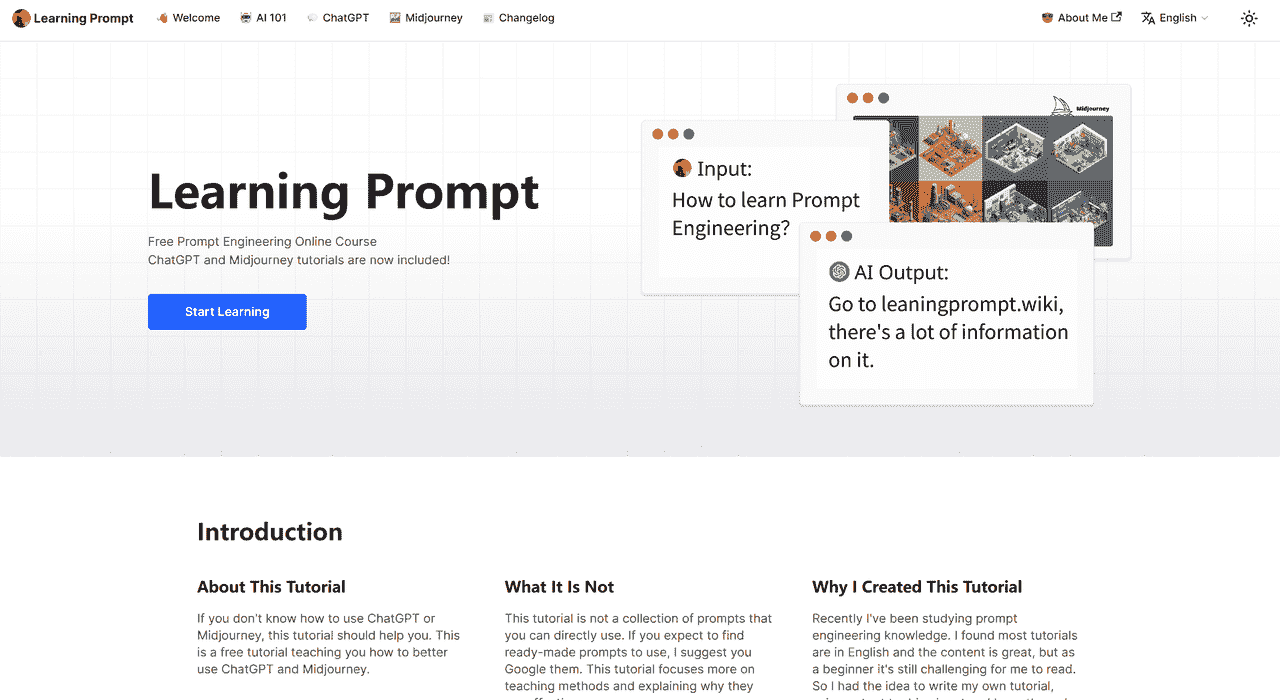 Learning Prompt
Welcome
AI 101
ChatGPT
Midjourney
Changelog
About Me
English
Learning Prompt
Free Prompt Engineering Online Course
ChatGPT and Midjourney tutorials are now included!
Start Learning
Midjourney
Input:
How to learn Prompt
Engineering?
AI Output:
Go to leaningprompt.wiki,
there's a lot of information
on it.
Introduction
About This Tutorial
If you don't know how to use ChatGPT or
Midjourney, this tutorial should help you. This
is a free tutorial teaching you how to better
use ChatGPT and Midjourney.
What It Is Not
This tutorial is not a collection of prompts that
you can directly use. If you expect to find
ready-made prompts to use, I suggest you
Google them. This tutorial focuses more on
teaching methods and explaining why they
Why I Created This Tutorial
Recently I've been studying prompt
engineering knowledge. I found most tutorials
are in English and the content is great, but as
a beginner it's still challenging for me to read.
So I had the idea to write my own tutorial,